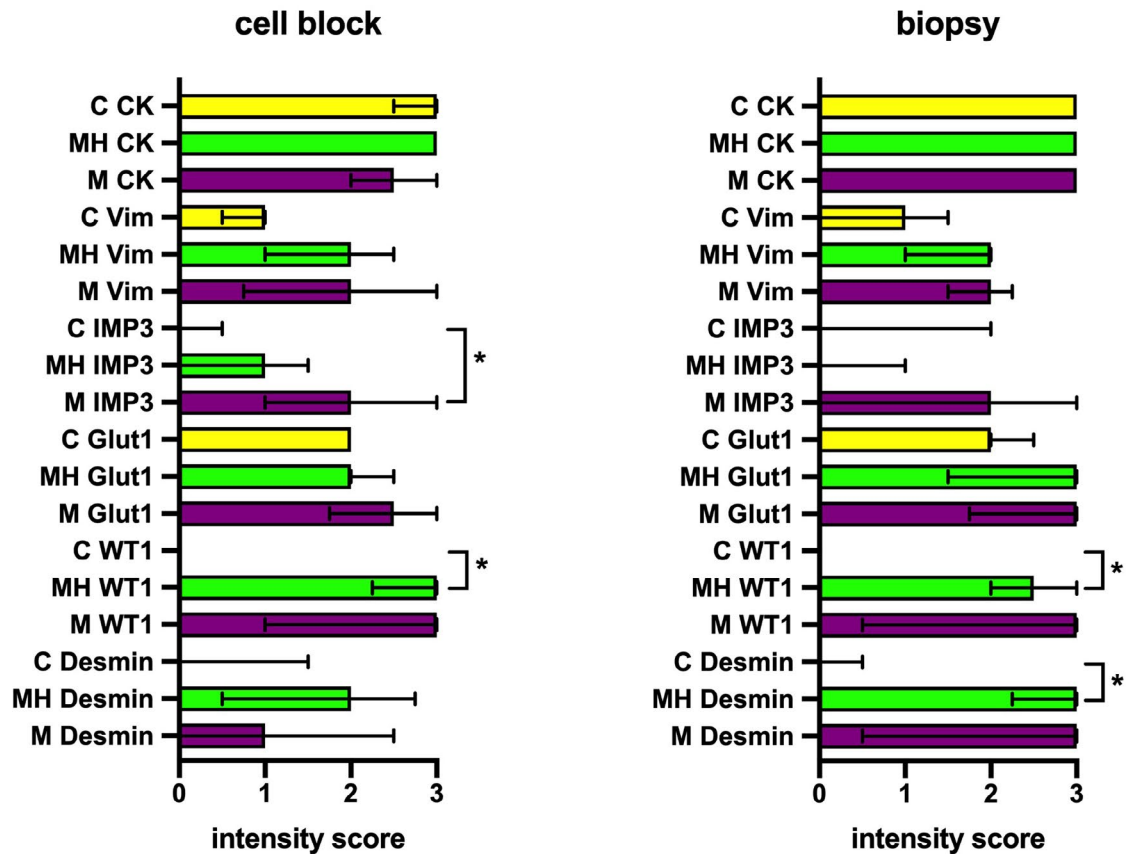 cell block
C CK
MH CK
M CK
C Vim
MH Vim
M Vim
C IMP3
MH IMP3
*
M IMP3
C Glut1
MH Glut1
M Glut1
C WT1
*
MH WT1
M WT1
C Desmin
MH Desmin
M Desmin
0 1 2 3
intensity score
biopsy
C CK
MH CK
M CK
C Vim
MH Vim
M Vim
C IMP3
MH IMP3
M IMP3
C Glut1
MH Glut1
M Glut1
C WT1
*
MH WT1
M WT1
C Desmin
*
MH Desmin
M Desmin
0 1 2 3
intensity score